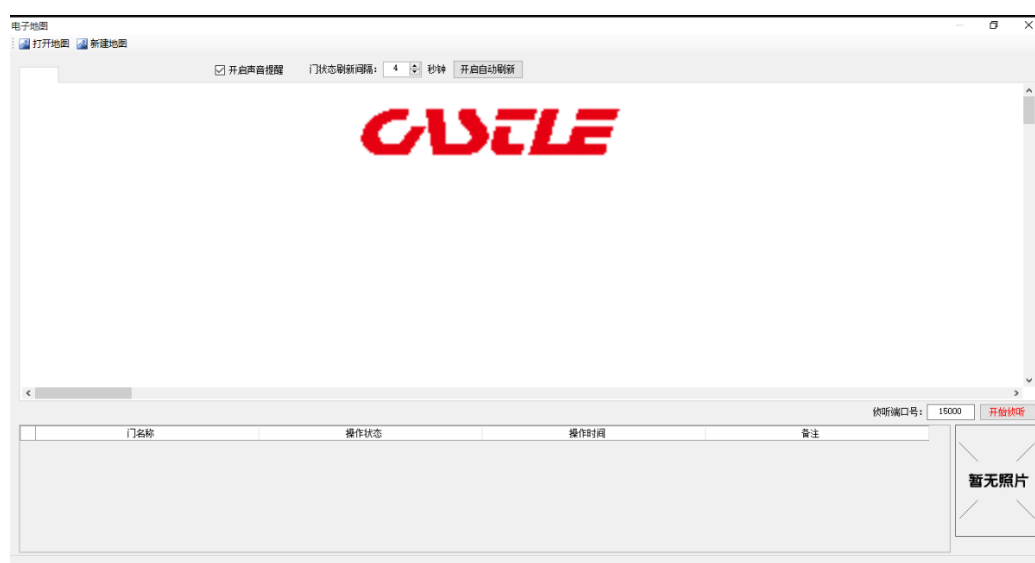 电子地图
打开地图 新建地图
开启声音提醒 门状态刷新间隔: 4 秒钟 开启自动刷新
CASTLE
侦听端口号: 15000 开始侦听
门名称 操作状态 操作时间 备注
暂无照片